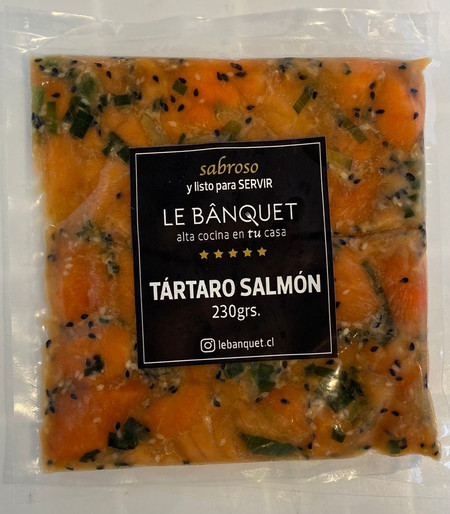 sabroso
y listo para SERVIR
LE BÂNQUET
alta cocina en tu casa
TÁRTARO SALMÓN
230grs.
lebanquet.cl